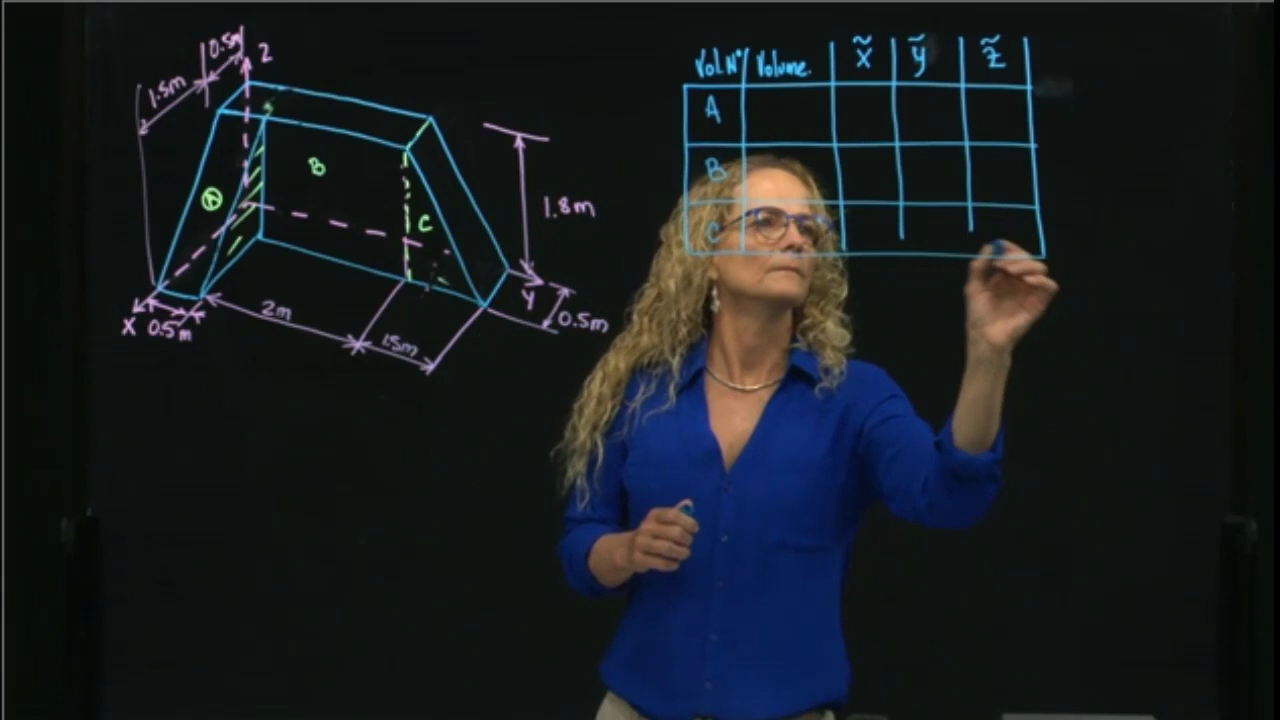 0.5m
Z
1.5m
A
B
C
1.8m
X
0.5m
2m
1.5m
Y
0.5m
Vol.N° Volume. x̃ ỹ z̃
A
B
C